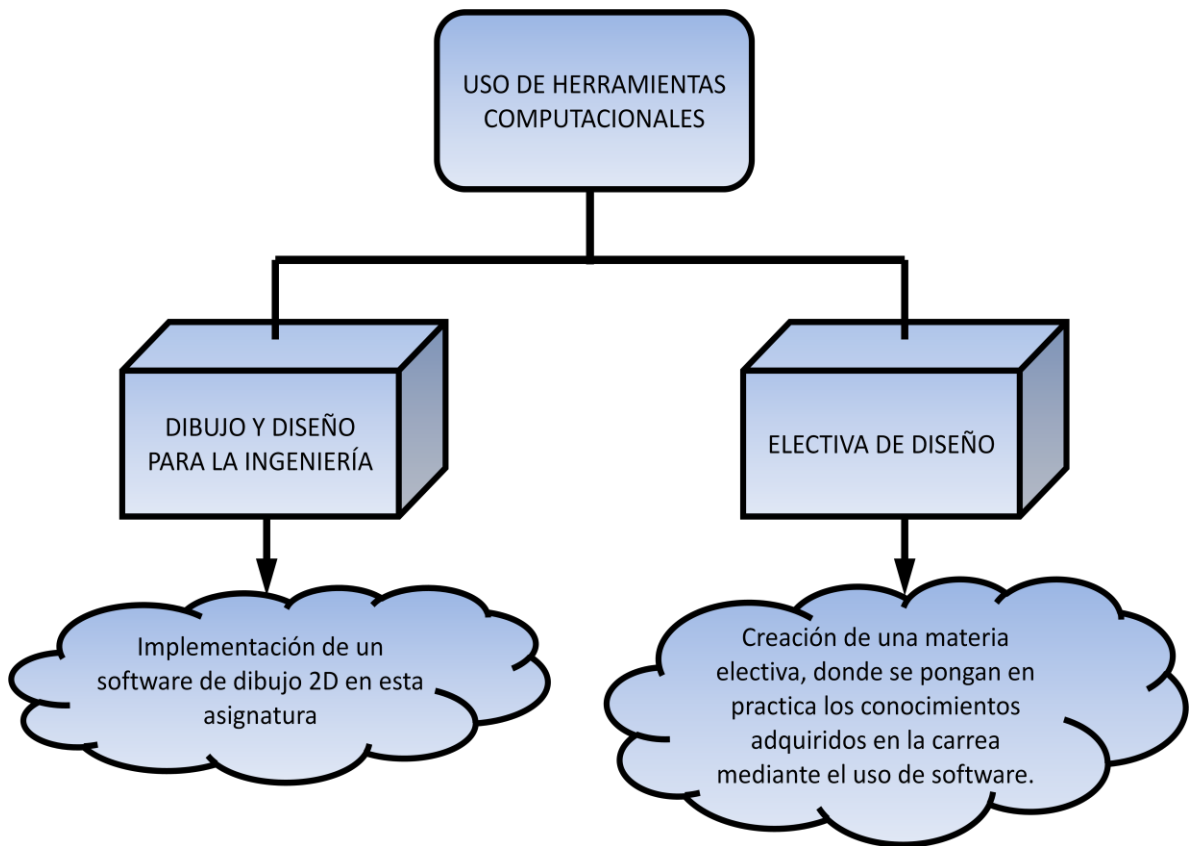 USO DE HERRAMIENTAS
COMPUTACIONALES
DIBUJO Y DISEÑO
PARA LA INGENIERÍA
ELECTIVA DE DISEÑO
Implementación de un
software de dibujo 2D en esta
asignatura
Creación de una materia
electiva, donde se pongan en
practica los conocimientos
adquiridos en la carrea
mediante el uso de software.